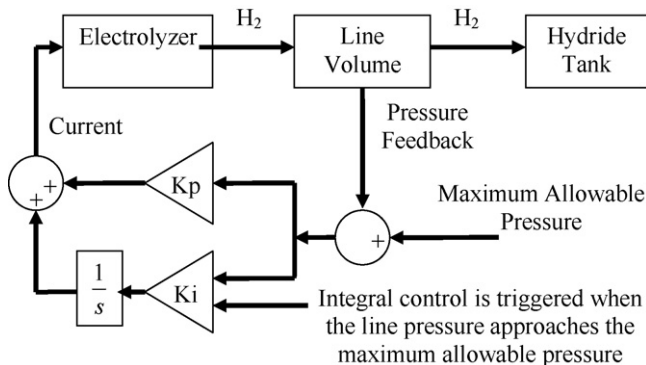 H₂
H₂
Electrolyzer
Line
Volume
Hydride
Tank
Current
Pressure
Feedback
+
+
Kp
Maximum Allowable
Pressure
+
1
s
Ki
Integral control is triggered when
the line pressure approaches the
maximum allowable pressure